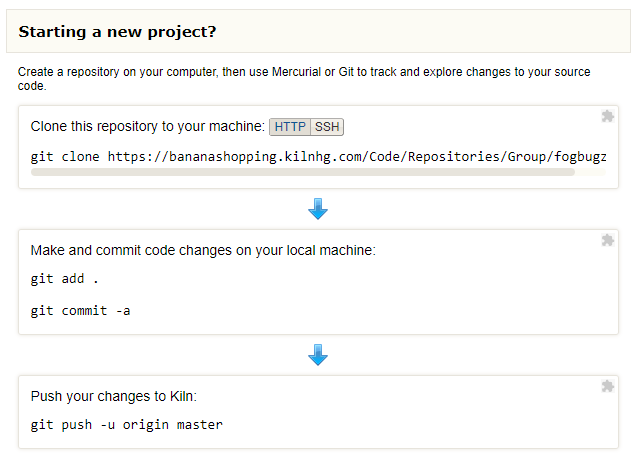 Starting a new project?
Create a repository on your computer, then use Mercurial or Git to track and explore changes to your source
code.
Clone this repository to your machine: HTTP SSH
git clone https://bananashopping.kilnhg.com/Code/Repositories/Group/fogbugz
Make and commit code changes on your local machine:
git add .
git commit -a
Push your changes to Kiln:
git push -u origin master